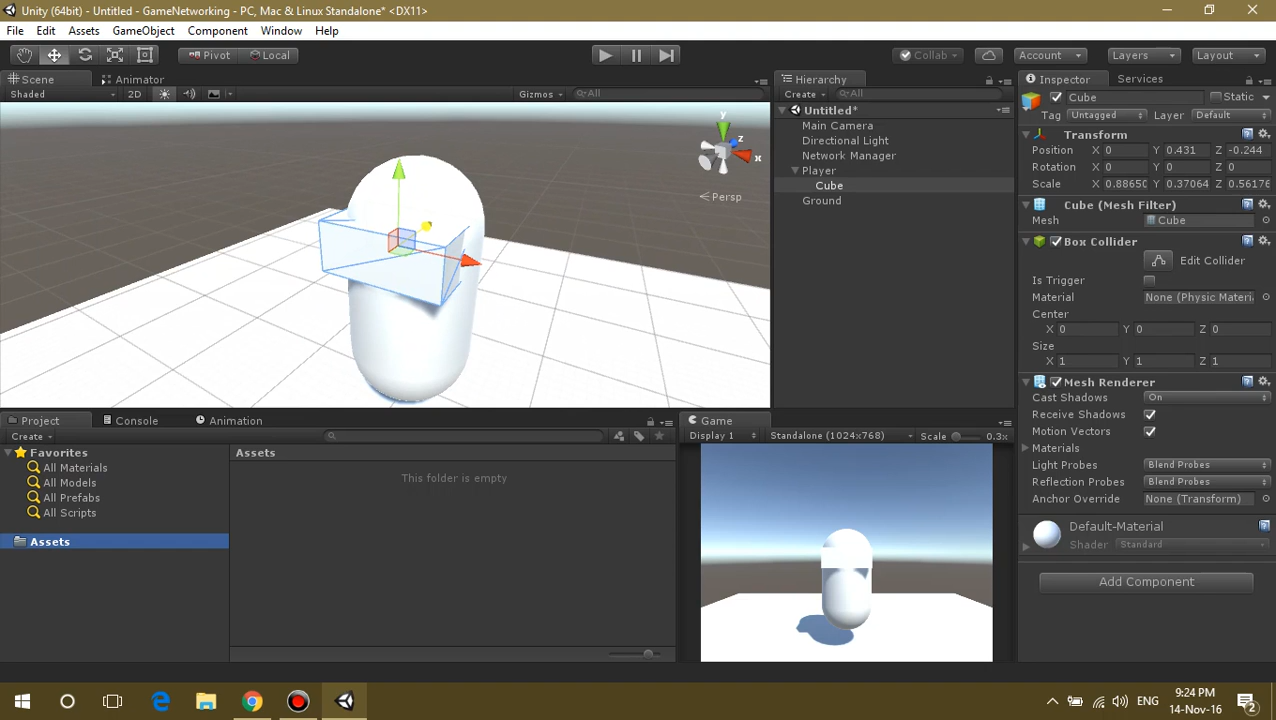 Unity (64bit) - Untitled - GameNetworking - PC, Mac & Linux Standalone* <DX11>
File Edit Assets GameObject Component Window Help
Pivot Local Collab Account Layers Layout
Scene Animator
Shaded 2D Gizmos All
y
z
x
Persp
Hierarchy
Create All
Untitled*
Main Camera
Directional Light
Network Manager
Player
Cube
Ground
Inspector Services
Cube Static
Tag Untagged Layer Default
Transform
Position X 0 Y 0.431 Z -0.244
Rotation X 0 Y 0 Z 0
Scale X 0.88650 Y 0.37064 Z 0.56176
Cube (Mesh Filter)
Mesh Cube
Box Collider
Edit Collider
Is Trigger
Material None (Physic Materi
Center
X 0 Y 0 Z 0
Size
X 1 Y 1 Z 1
Mesh Renderer
Cast Shadows On
Receive Shadows
Motion Vectors
Materials
Light Probes Blend Probes
Reflection Probes Blend Probes
Anchor Override None (Transform)
Default-Material
Shader Standard
Add Component
Project Console Animation
Create
Favorites
All Materials
All Models
All Prefabs
All Scripts
Assets
Assets
This folder is empty
Game
Display 1 Standalone (1024x768) Scale 0.3x
ENG
9:24 PM
14-Nov-16
2